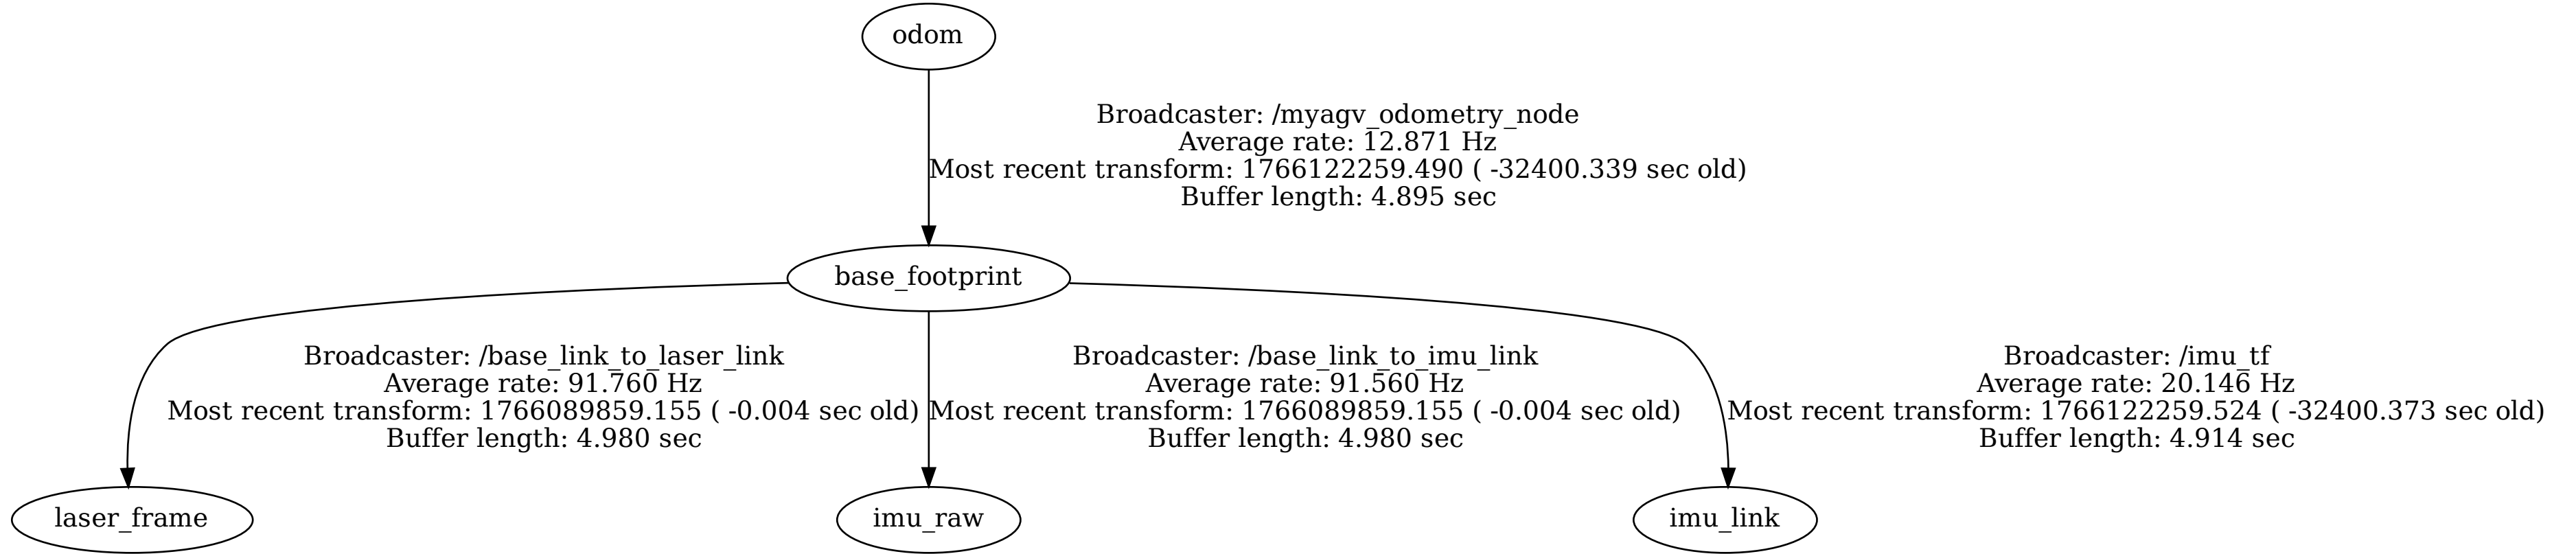 odom
Broadcaster: /myagv_odometry_node
Average rate: 12.871 Hz
Most recent transform: 1766122259.490 ( -32400.339 sec old)
Buffer length: 4.895 sec
base_footprint
Broadcaster: /base_link_to_laser_link
Average rate: 91.760 Hz
Most recent transform: 1766089859.155 ( -0.004 sec old)
Buffer length: 4.980 sec
Broadcaster: /base_link_to_imu_link
Average rate: 91.560 Hz
Most recent transform: 1766089859.155 ( -0.004 sec old)
Buffer length: 4.980 sec
Broadcaster: /imu_tf
Average rate: 20.146 Hz
Most recent transform: 1766122259.524 ( -32400.373 sec old)
Buffer length: 4.914 sec
laser_frame
imu_raw
imu_link